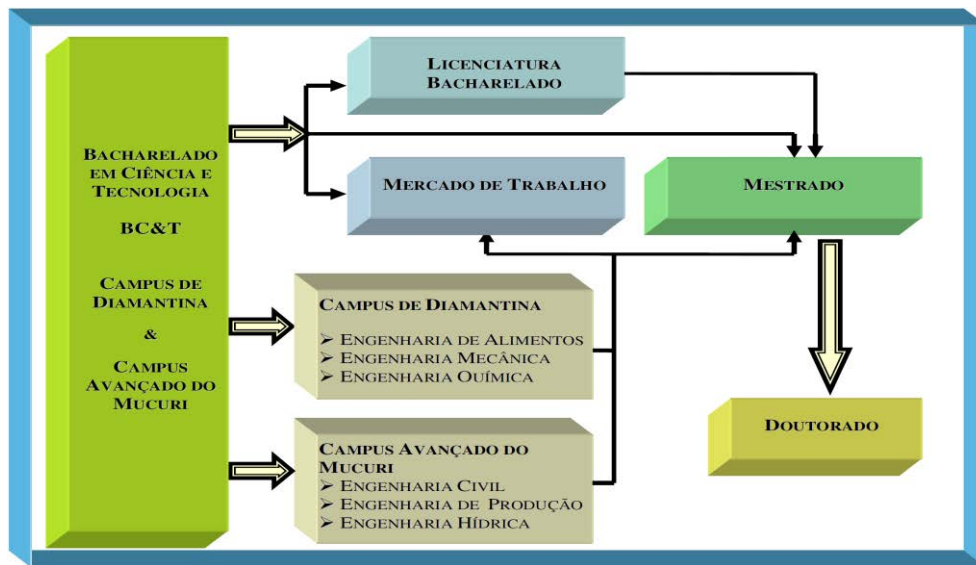 BACHARELADO
EM CIÊNCIA E
TECNOLOGIA
BC&T
CAMPUS DE
DIAMANTINA
&
CAMPUS
AVANÇADO DO
MUCURI
LICENCIATURA
BACHARELADO
MERCADO DE TRABALHO
MESTRADO
CAMPUS DE DIAMANTINA
➢ ENGENHARIA DE ALIMENTOS
➢ ENGENHARIA MECÂNICA
➢ ENGENHARIA QUÍMICA
CAMPUS AVANÇADO DO
MUCURI
➢ ENGENHARIA CIVIL
➢ ENGENHARIA DE PRODUÇÃO
➢ ENGENHARIA HÍDRICA
DOUTORADO